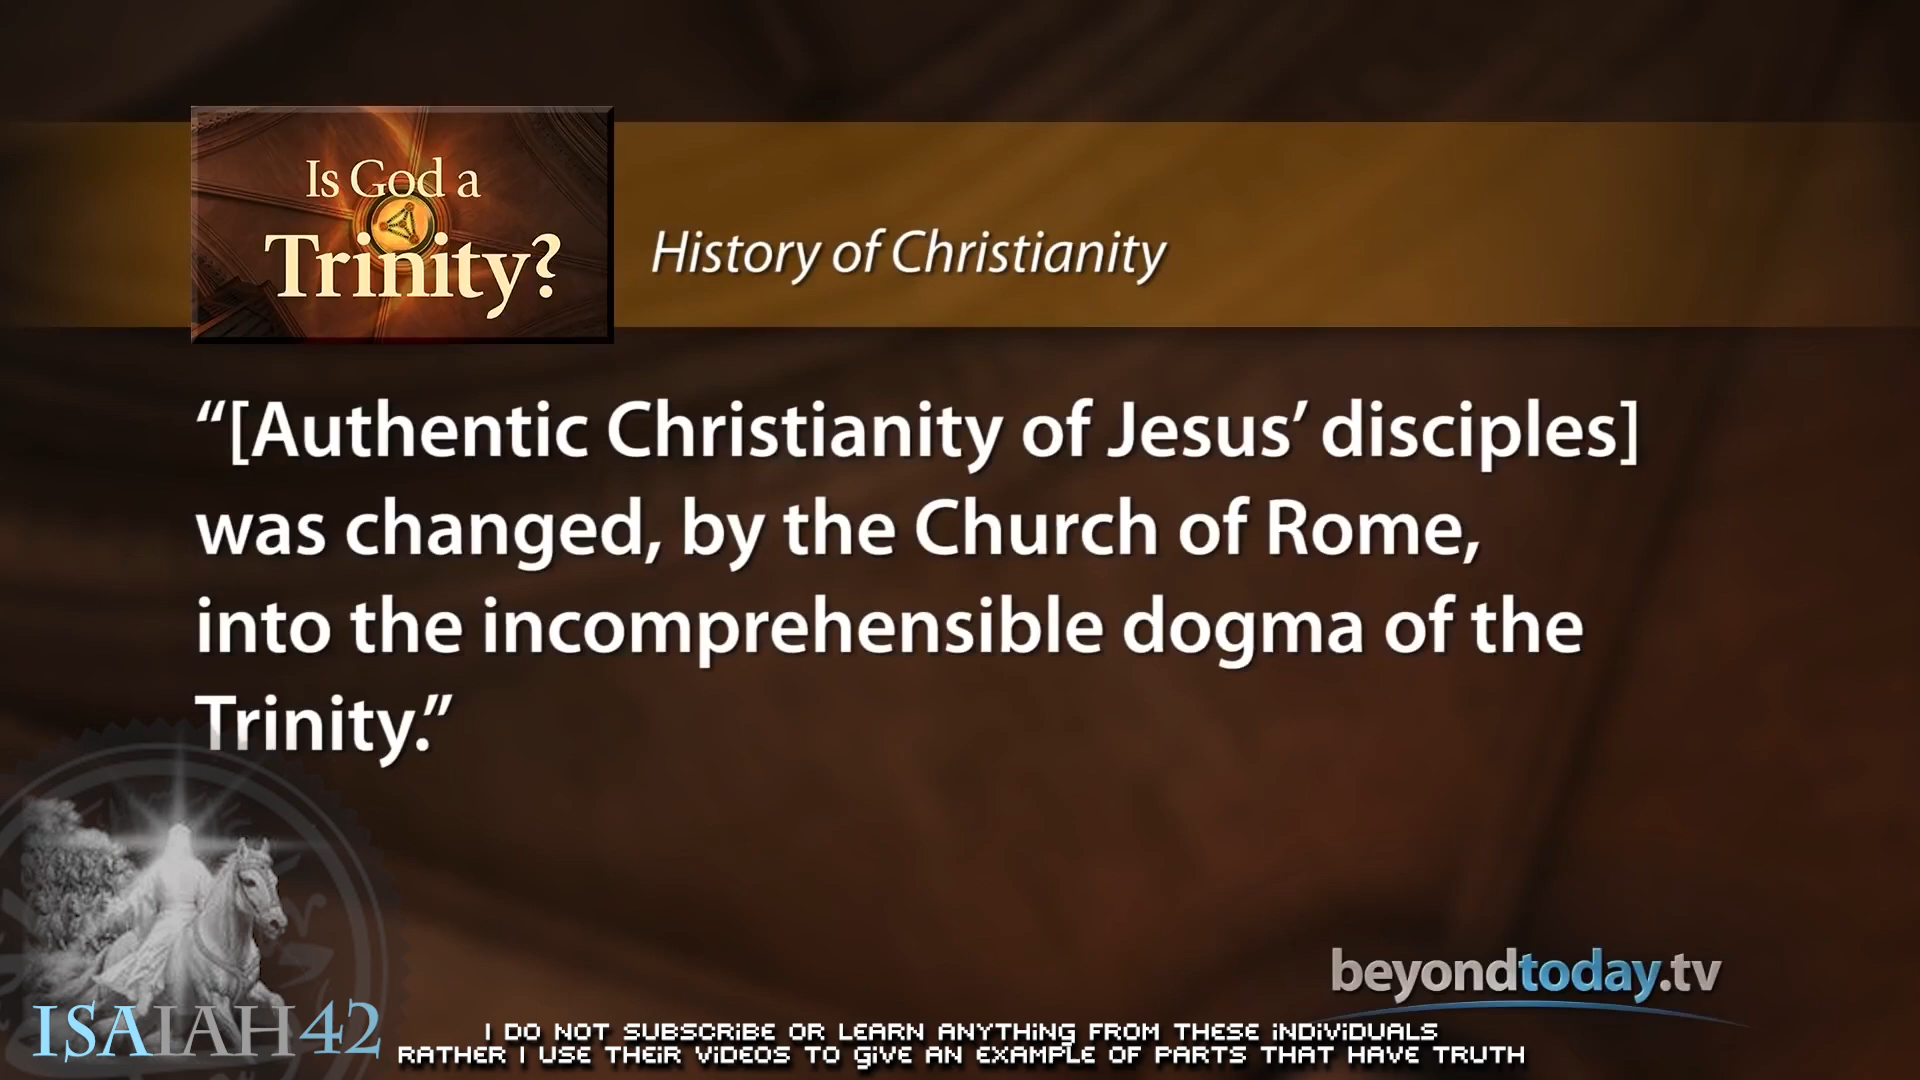 Is God a
Trinity?
History of Christianity
“[Authentic Christianity of Jesus’ disciples]
was changed, by the Church of Rome,
into the incomprehensible dogma of the
Trinity.”
beyondtoday.tv
ISAIAH 42
I DO NOT SUBSCRIBE OR LEARN ANYTHING FROM THESE INDIVIDUALS
RATHER I USE THEIR VIDEOS TO GIVE AN EXAMPLE OF PARTS THAT HAVE TRUTH